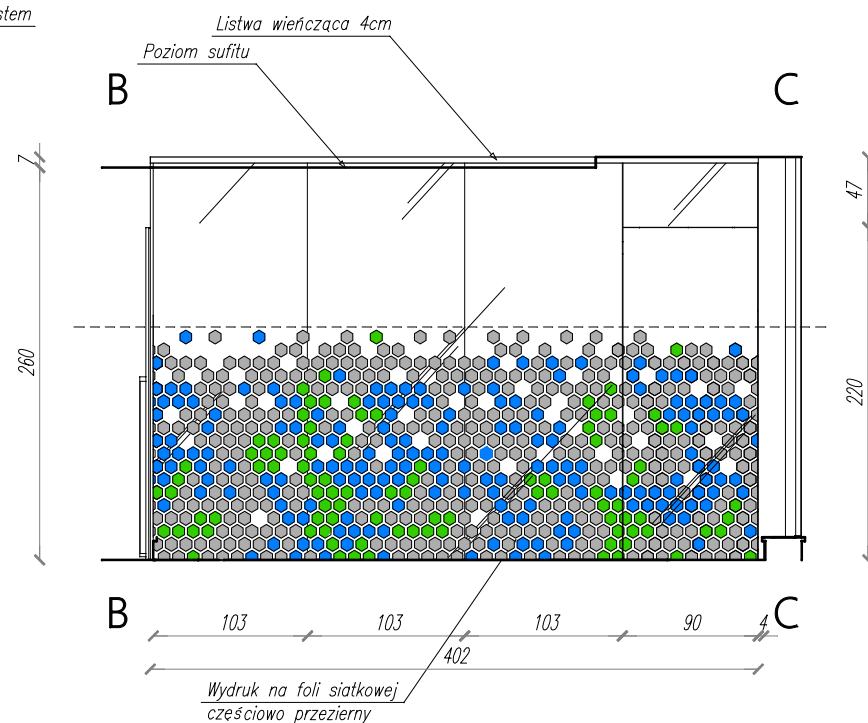 stem
Listwa wieńcząca 4cm
Poziom sufitu
B
C
7
47
260
220
B
C
103
103
103
90
4
402
Wydruk na foli siatkowej
częściowo przezierny